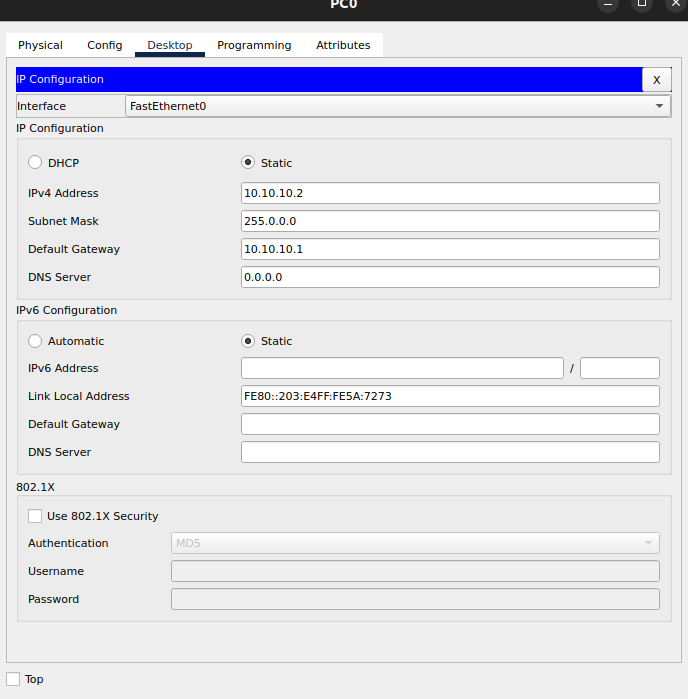 PC0
Physical Config Desktop Programming Attributes
IP Configuration X
Interface FastEthernet0
IP Configuration
DHCP Static
IPv4 Address 10.10.10.2
Subnet Mask 255.0.0.0
Default Gateway 10.10.10.1
DNS Server 0.0.0.0
IPv6 Configuration
Automatic Static
IPv6 Address /
Link Local Address FE80::203:E4FF:FE5A:7273
Default Gateway
DNS Server
802.1X
Use 802.1X Security
Authentication MD5
Username
Password
Top